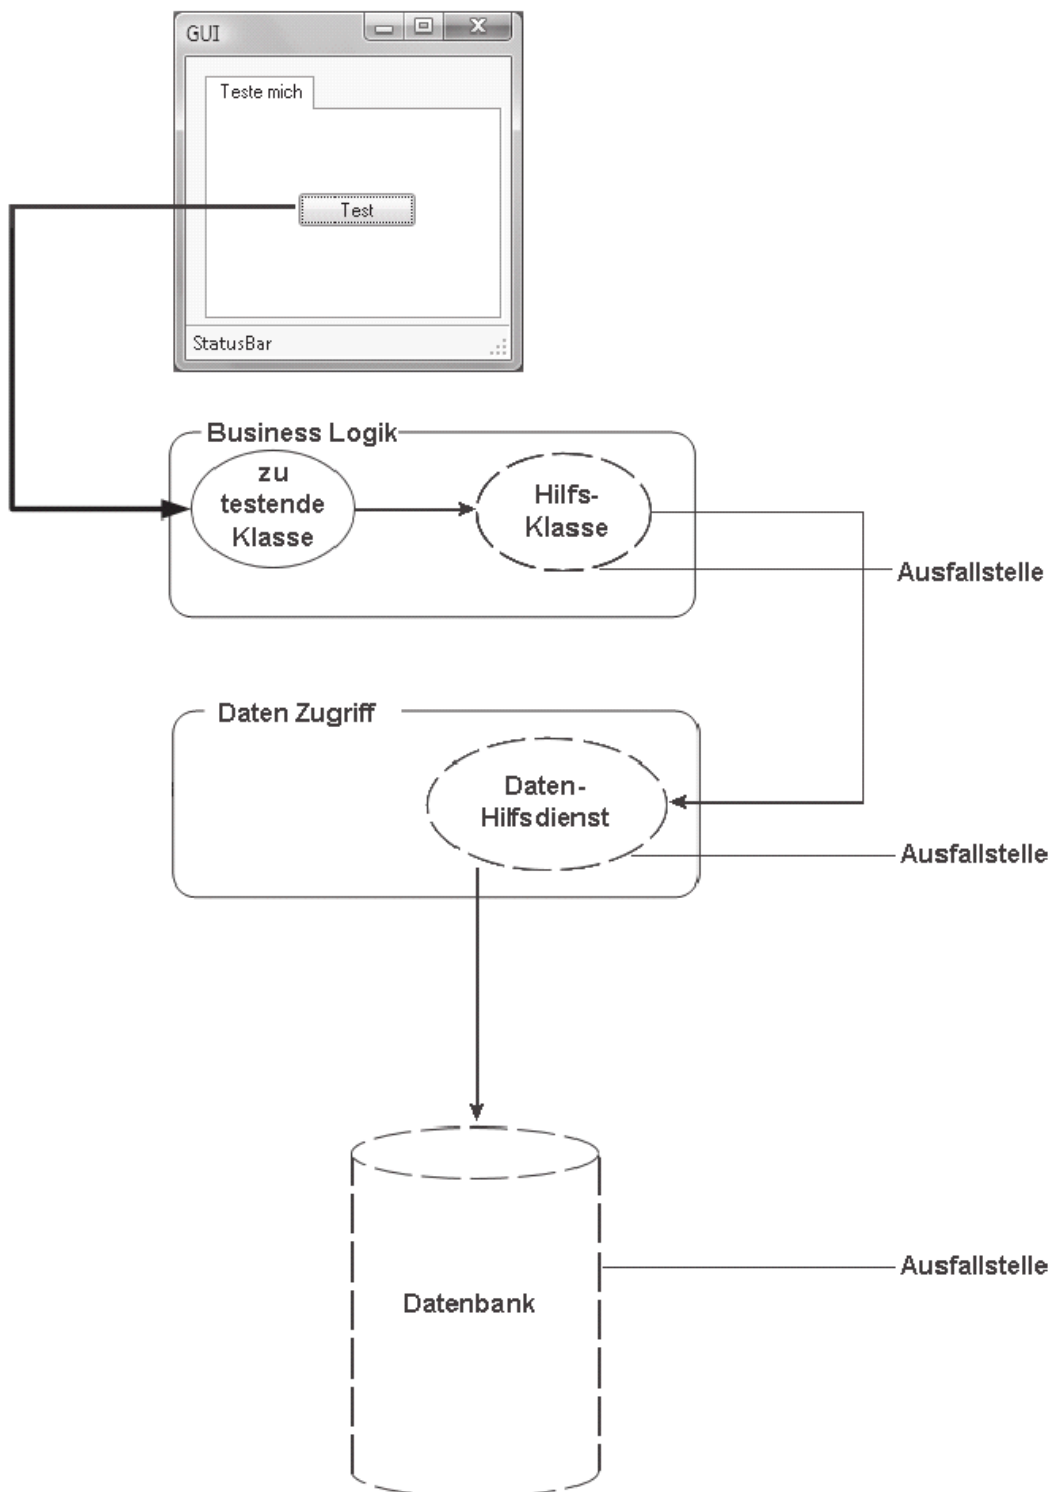 GUI
Teste mich
Test
StatusBar
Business Logik
zu
testende
Klasse
Hilfs-
Klasse
Ausfallstelle
Daten Zugriff
Daten-
Hilfsdienst
Ausfallstelle
Datenbank
Ausfallstelle